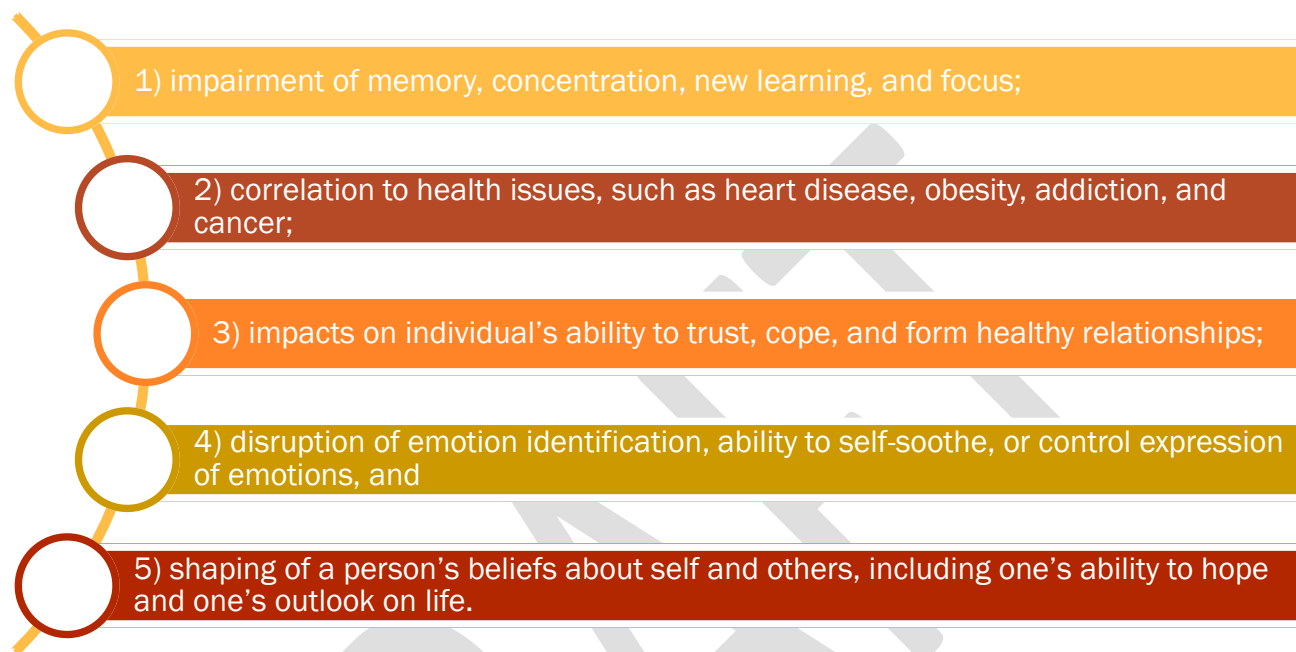 1) impairment of memory, concentration, new learning, and focus;
2) correlation to health issues, such as heart disease, obesity, addiction, and
cancer;
3) impacts on individual’s ability to trust, cope, and form healthy relationships;
4) disruption of emotion identification, ability to self-soothe, or control expression
of emotions, and
5) shaping of a person’s beliefs about self and others, including one’s ability to hope
and one’s outlook on life.